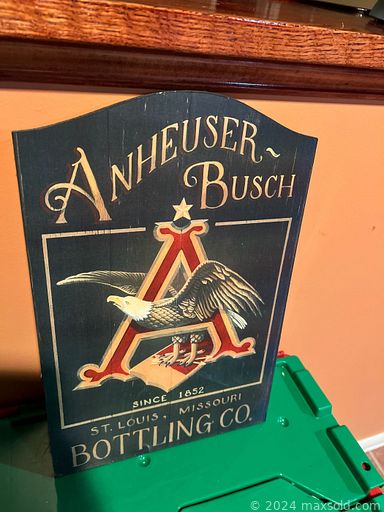 ANHEUSER~
BUSCH
A
SINCE 1852
ST. LOUIS, MISSOURI
BOTTLING CO.
© 2024 maxsold.com